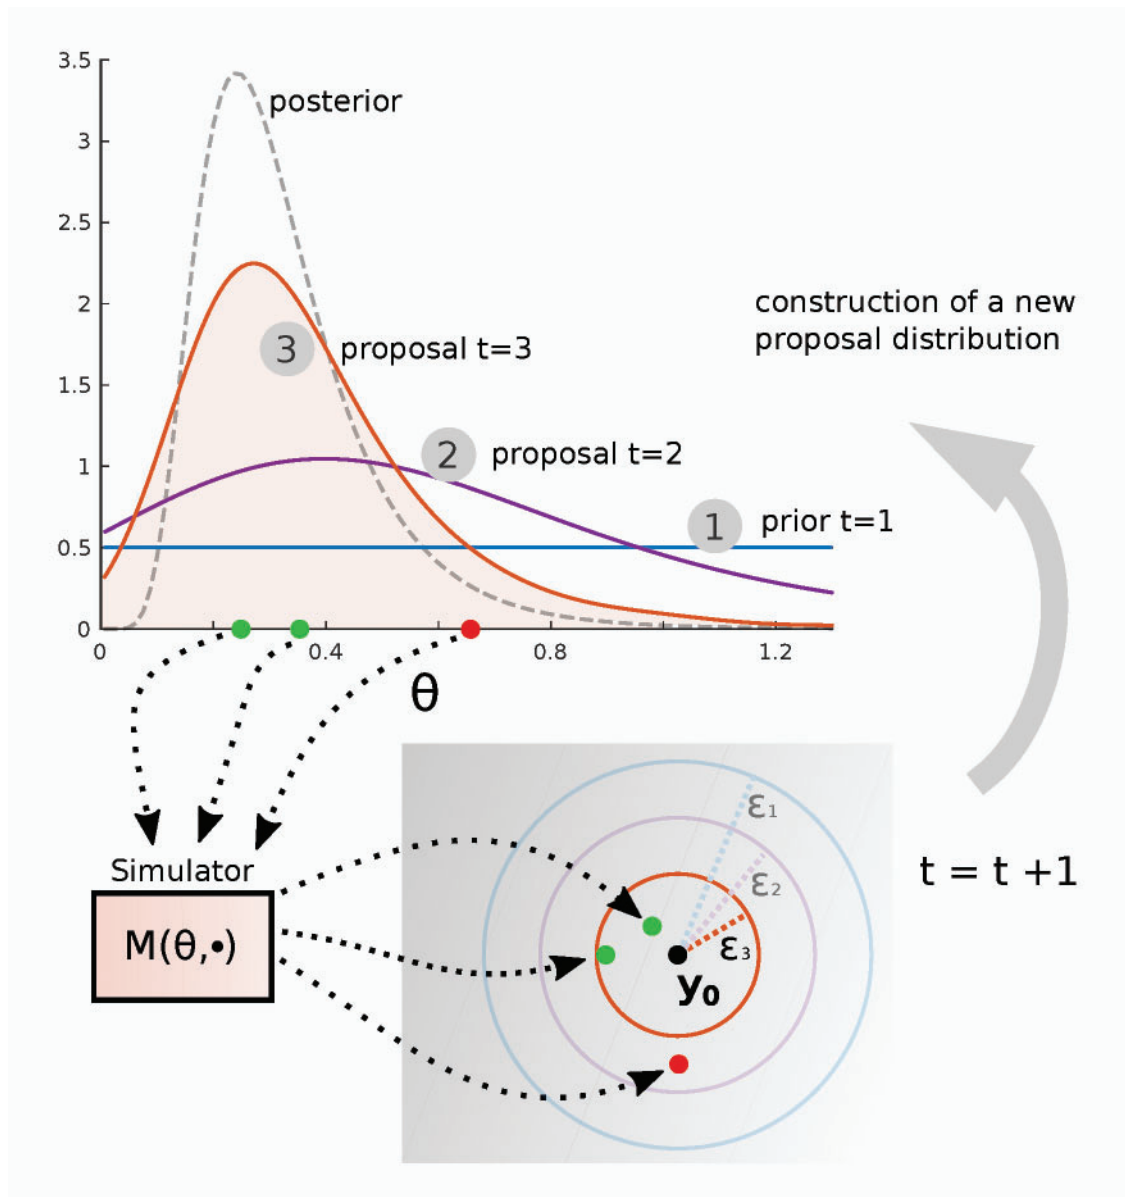 3.5
posterior
3
2.5
construction of a new
proposal distribution
2
3 proposal t=3
1.5
2 proposal t=2
1
1 prior t=1
0.5
0
0 0.4 0.8 1.2
θ
ε1
ε2
Simulator
t = t +1
M(θ,•)
ε3
y0